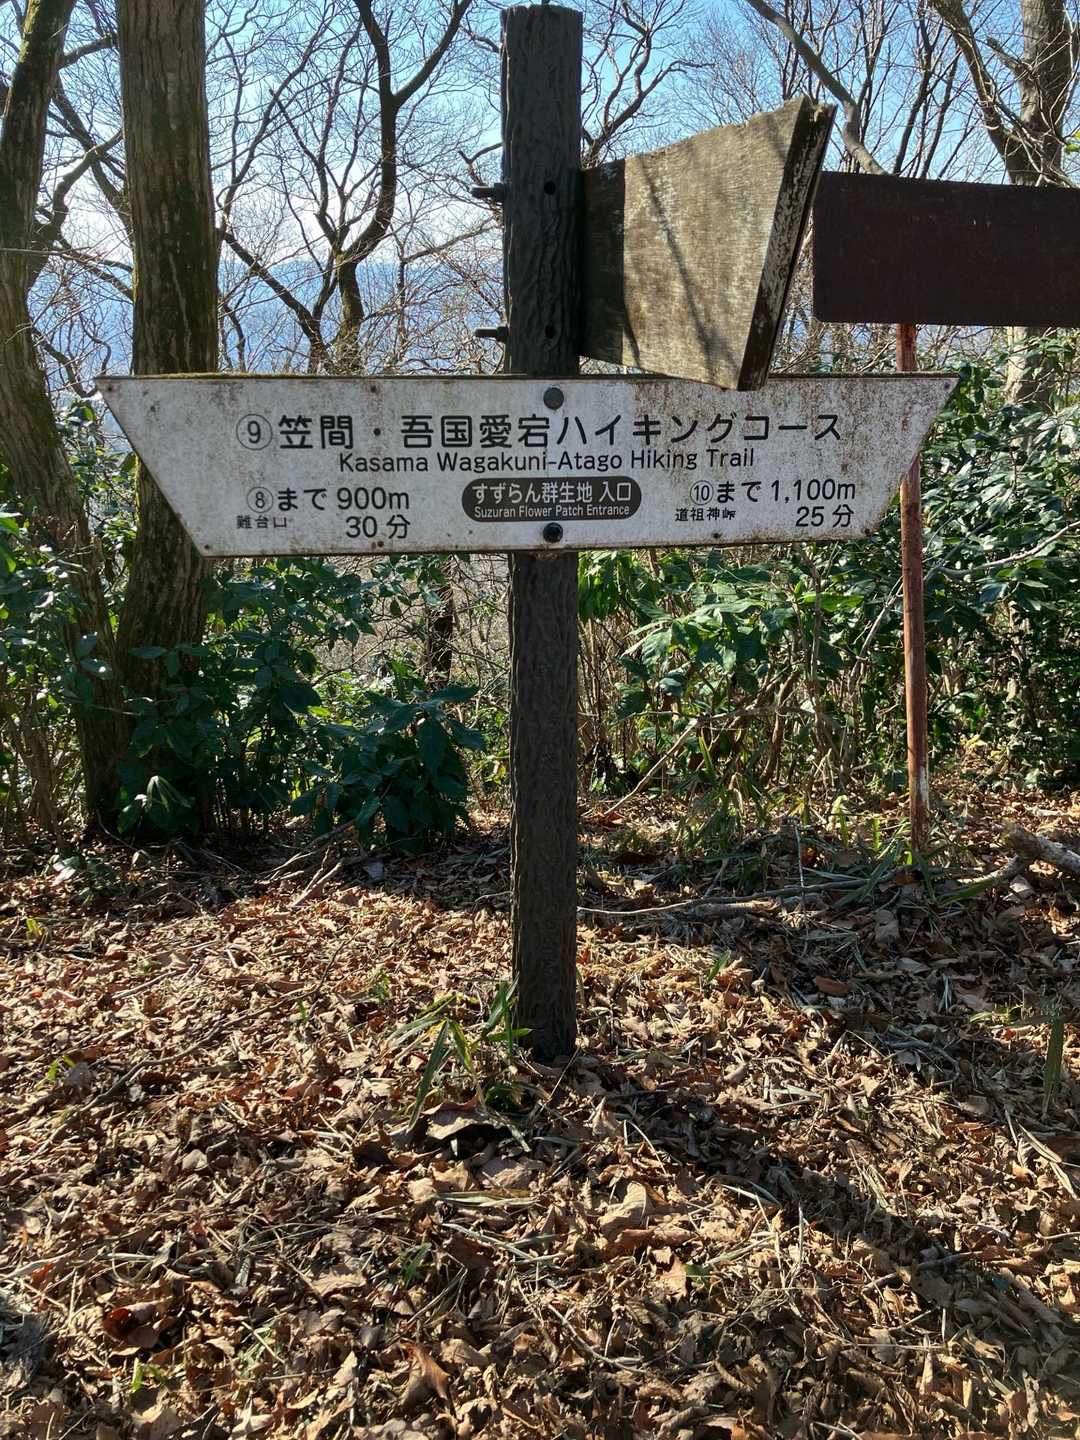 ⑨笠間・吾国愛宕ハイキングコース
Kasama Wagakuni-Atago Hiking Trail
⑧まで 900m
難台山
30分
すずらん群生地 入口
Suzuran Flower Patch Entrance
⑩まで 1,100m
道祖神峠
25分